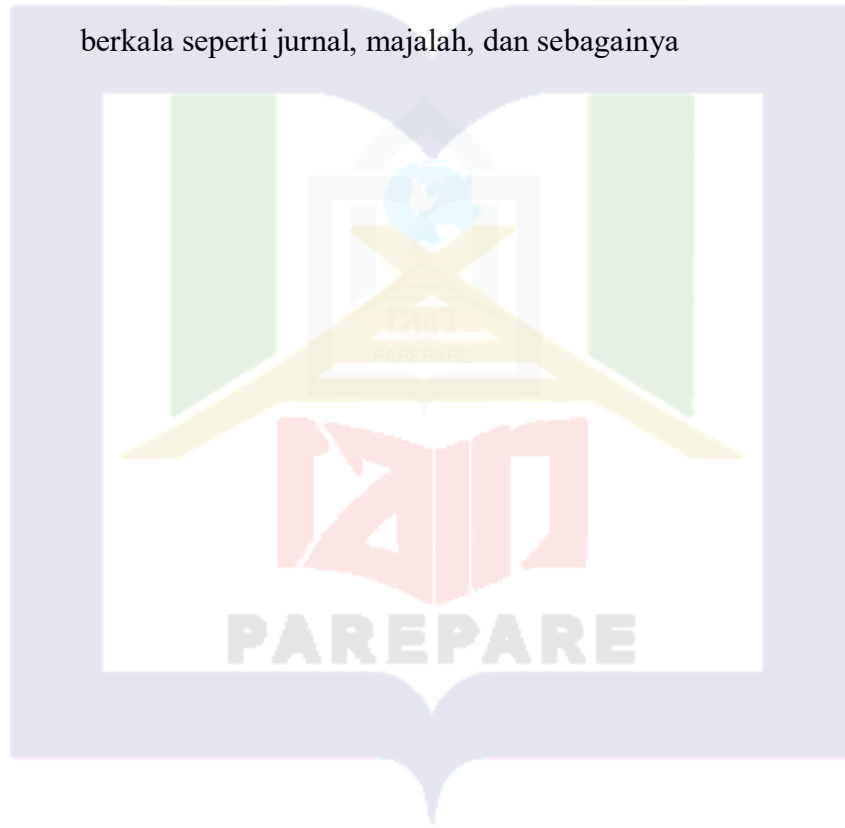 berkala seperti jurnal, majalah, dan sebagainya
iain
PAREPARE
iain
PAREPARE